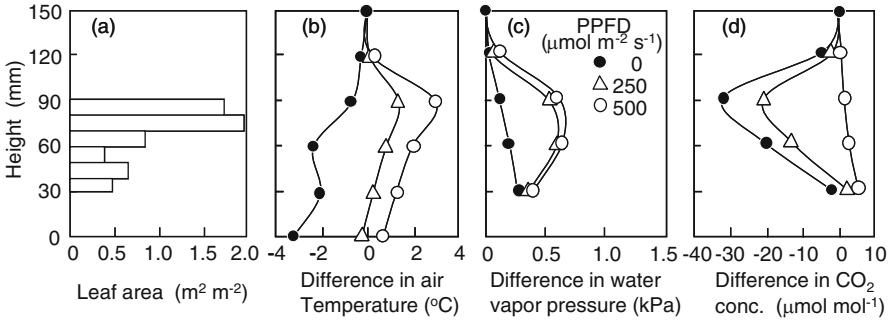 (a) (b) (c) (d)
PPFD
(μmol m-2 s-1)
0
250
500
Height (mm)
150
120
90
60
30
0
0 0.5 1.0 1.5 2.0
-4 -2 0 2 4
0 0.5 1.0 1.5
-40 -30 -20 -10 0 10
Leaf area (m2 m-2)
Difference in air
Temperature (oC)
Difference in water
vapor pressure (kPa)
Difference in CO2
conc. (μmol mol-1)